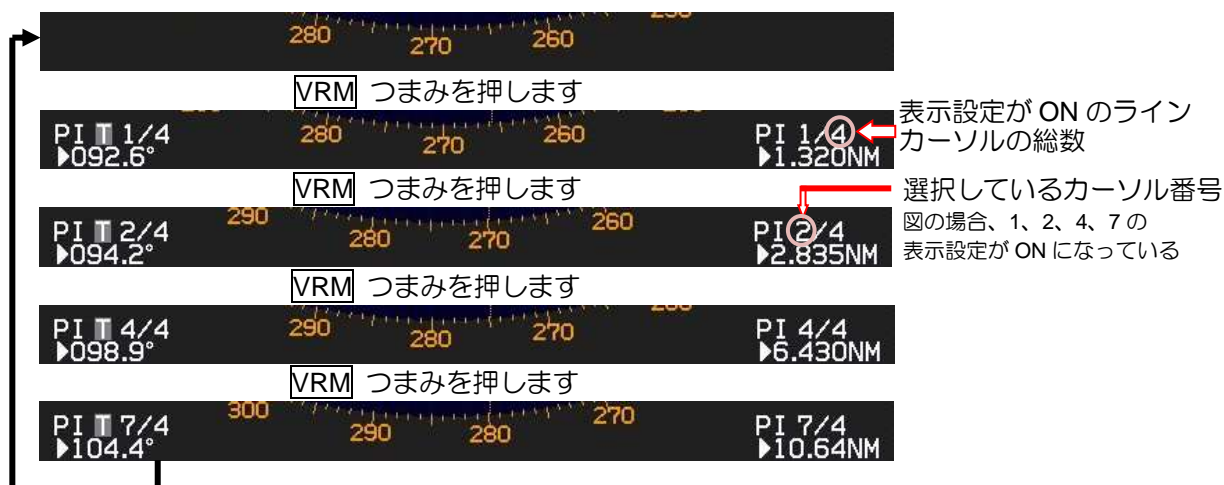 280 270 260
VRM つまみを押します
PI T 1/4 280 270 260 PI 1/4
▶092.6° ▶1.320NM
表示設定が ON のライン
カーソルの総数
VRM つまみを押します
選択しているカーソル番号
PI T 2/4 290 280 270 260 PI 2/4
▶094.2° ▶2.835NM
図の場合、1、2、4、7 の
表示設定が ON になっている
VRM つまみを押します
PI T 4/4 290 280 270 PI 4/4
▶098.9° ▶6.430NM
VRM つまみを押します
PI T 7/4 300 290 280 270 PI 7/4
▶104.4° ▶10.64NM